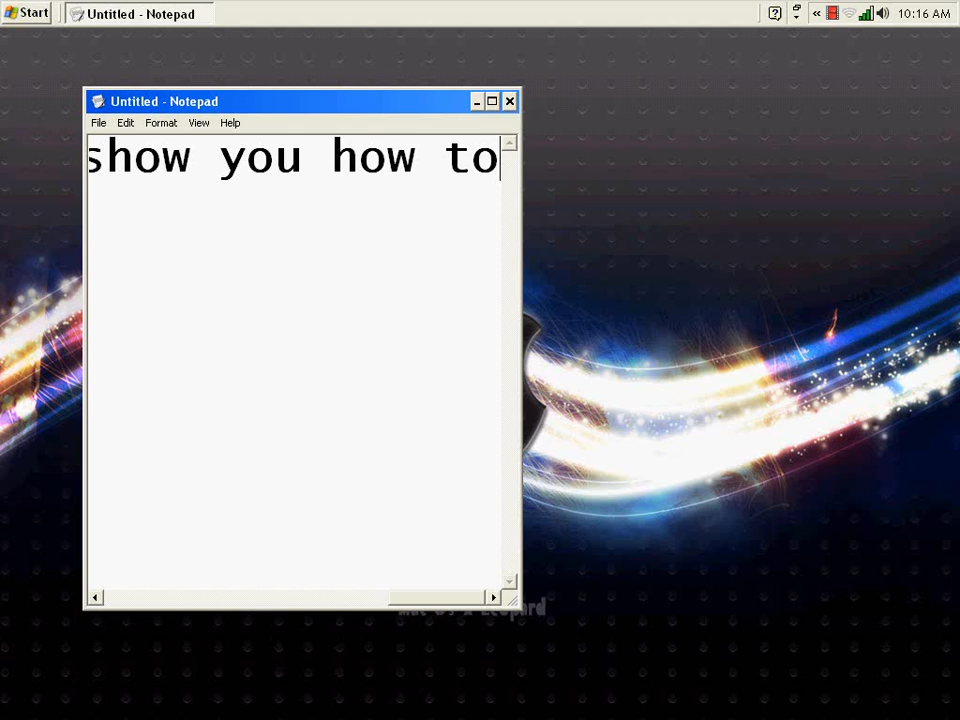 Start
Untitled - Notepad
10:16 AM
Untitled - Notepad
File Edit Format View Help
show you how to